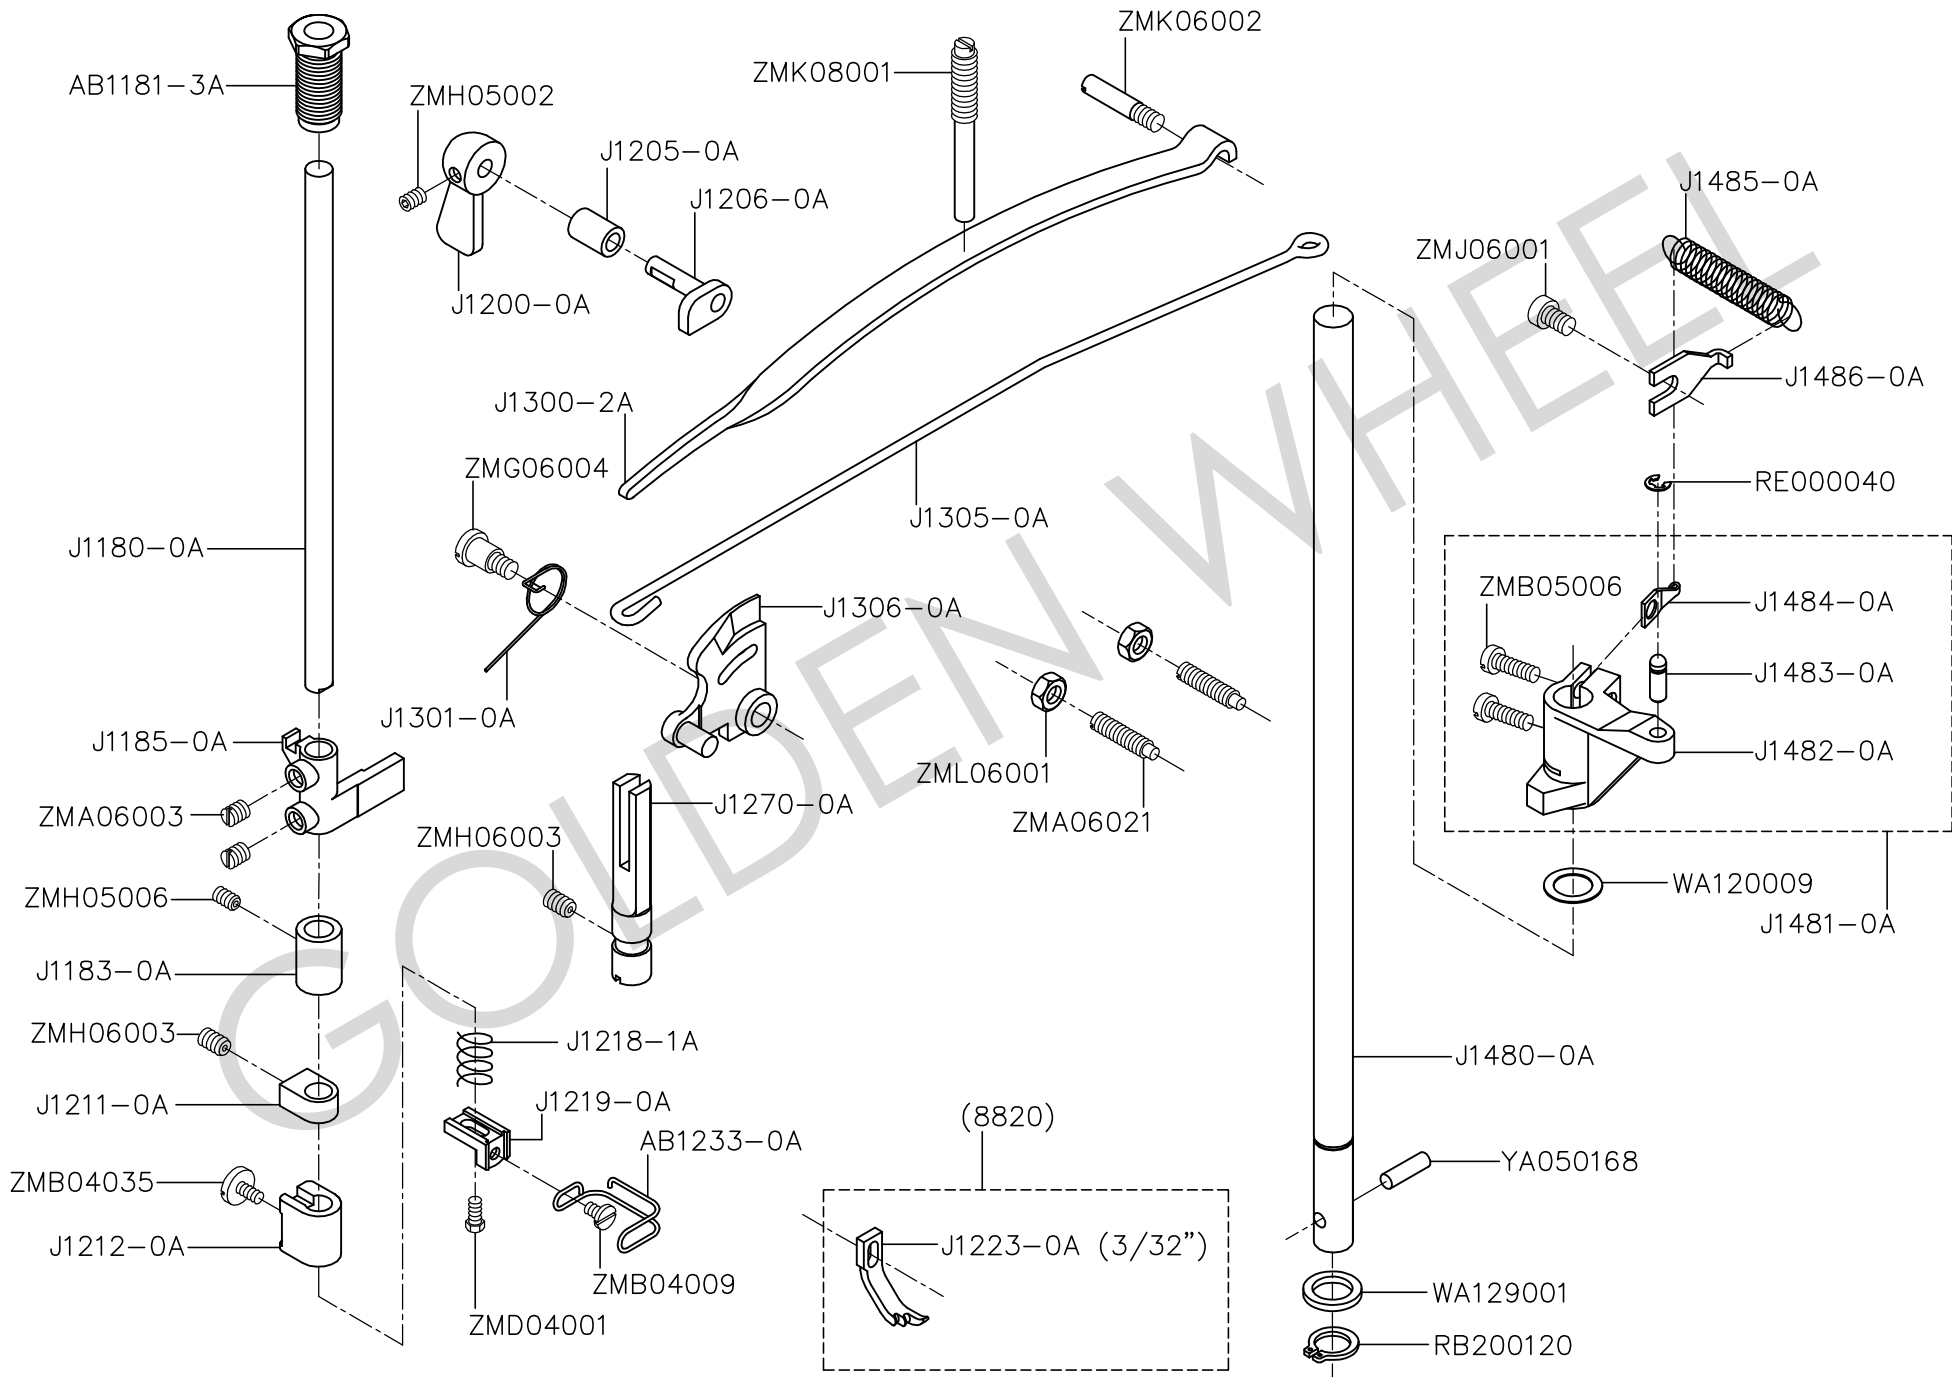 ZMK06002
ZMK08001
AB1181-3A
ZMH05002
J1205-0A
J1485-0A
J1206-0A
ZMJ06001
J1200-0A
J1486-0A
J1300-2A
ZMG06004
RE000040
J1305-0A
J1180-0A
ZMB05006
J1484-0A
J1306-0A
J1483-0A
J1301-0A
J1185-0A
J1482-0A
ZML06001
J1270-0A
ZMA06003
ZMA06021
ZMH06003
WA120009
ZMH05006
J1481-0A
J1183-0A
ZMH06003
J1218-1A
J1480-0A
J1211-0A
J1219-0A
(8820)
AB1233-0A
YA050168
ZMB04035
J1212-0A
J1223-0A (3/32”)
ZMB04009
WA129001
ZMD04001
RB200120
GOLDEN WHEEL